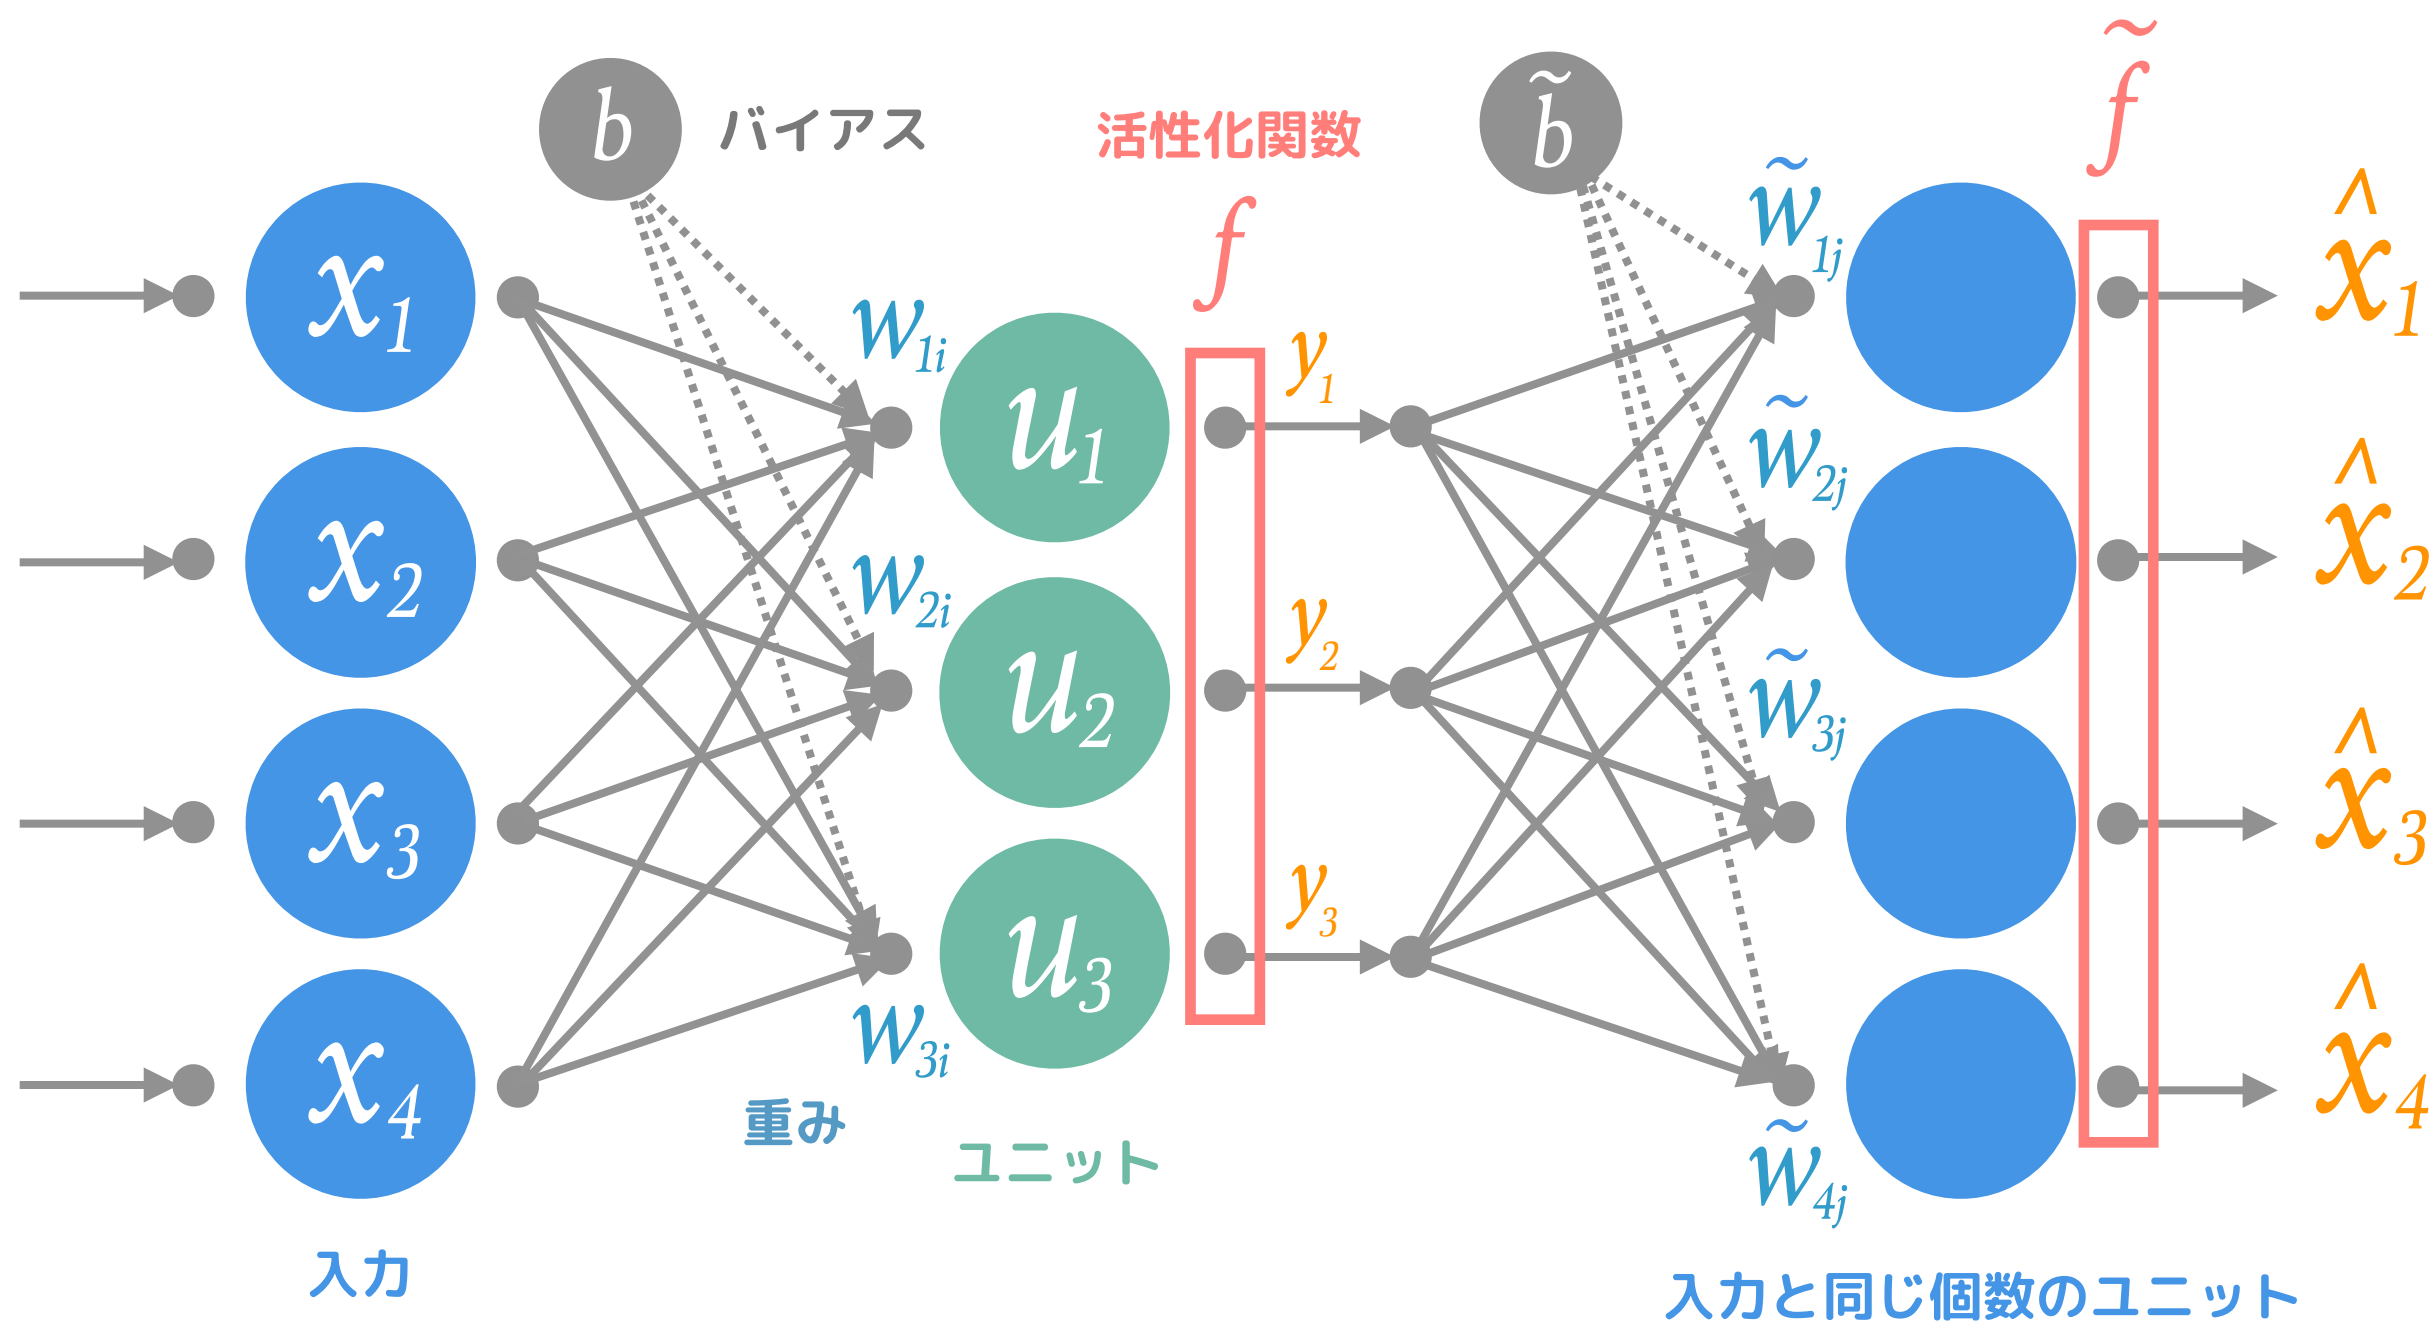 b
バイアス
活性化関数
f
b̃
f̃
x₁
x₂
x₃
x₄
w₁ᵢ
w₂ᵢ
w₃ᵢ
重み
u₁
u₂
u₃
ユニット
y₁
y₂
y₃
w̃₁ⱼ
w̃₂ⱼ
w̃₃ⱼ
w̃₄ⱼ
x̂₁
x̂₂
x̂₃
x̂₄
入力
入力と同じ個数のユニット